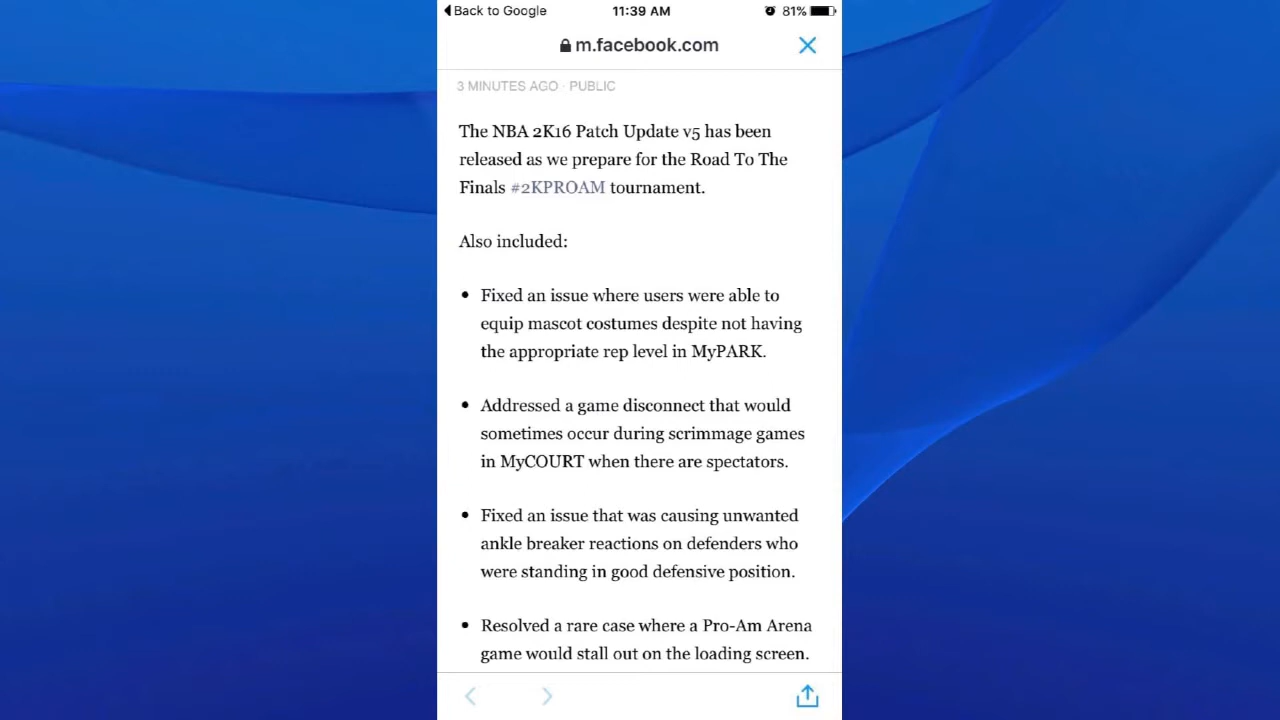 Back to Google 11:39 AM 81%
m.facebook.com
3 MINUTES AGO · PUBLIC
The NBA 2K16 Patch Update v5 has been
released as we prepare for the Road To The
Finals #2KPROAM tournament.
Also included:
• Fixed an issue where users were able to
equip mascot costumes despite not having
the appropriate rep level in MyPARK.
• Addressed a game disconnect that would
sometimes occur during scrimmage games
in MyCOURT when there are spectators.
• Fixed an issue that was causing unwanted
ankle breaker reactions on defenders who
were standing in good defensive position.
• Resolved a rare case where a Pro-Am Arena
game would stall out on the loading screen.